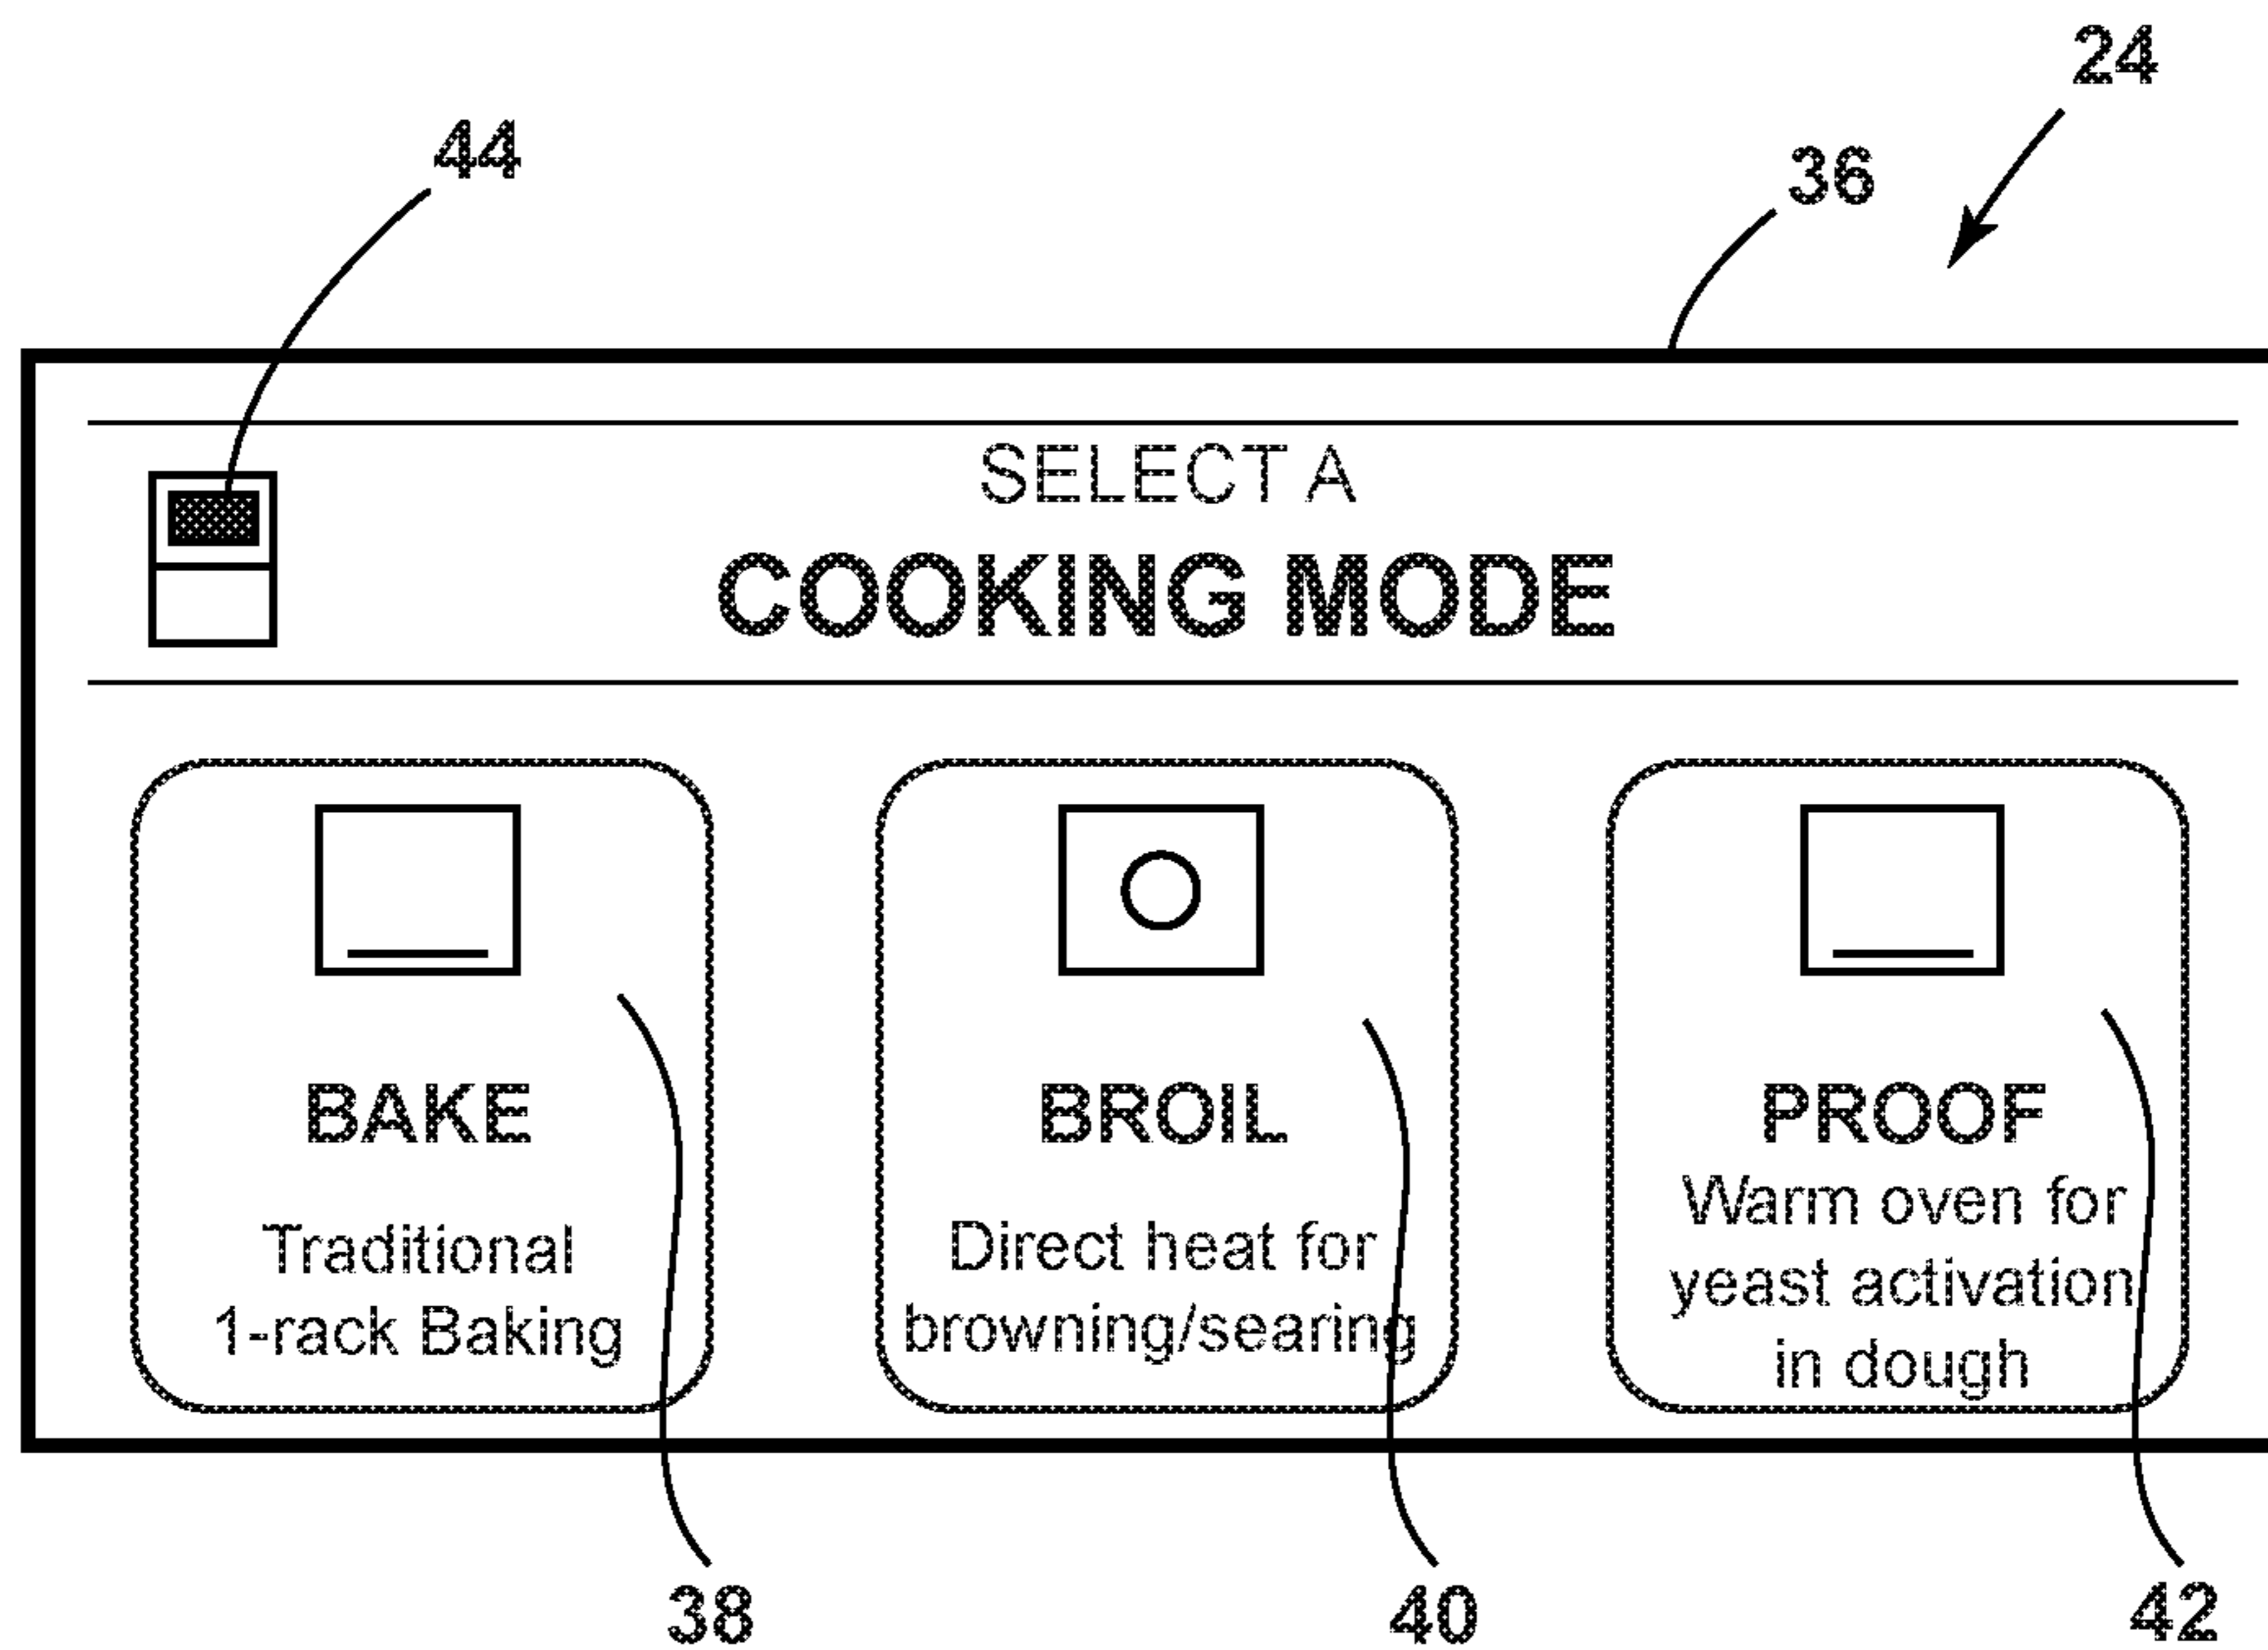 24
36
44
SELECT A
COOKING MODE
BAKE
Traditional
1-rack Baking
BROIL
Direct heat for
browning/searing
PROOF
Warm oven for
yeast activation
in dough
38
40
42